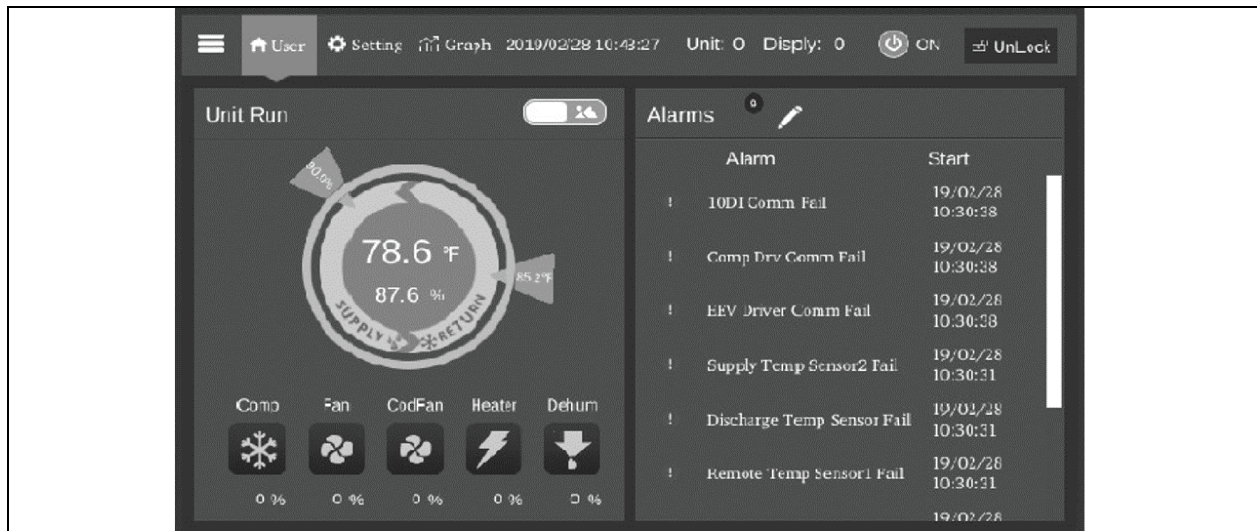 User Setting Graph 2019/02/28 10:43:27 Unit: 0 Disply: 0 ON UnLock
Unit Run
90.0%
78.6 °F
87.6 %
85.2°F
SUPPLY RETURN
Comp Fan CodFan Heater Dehum
0 % 0 % 0 % 0 % 0 %
Alarms
Alarm Start
! 10DI Comm Fail 19/02/28
10:30:38
! Comp Drv Comm Fail 19/02/28
10:30:38
! EEV Driver Comm Fail 19/02/28
10:30:38
! Supply Temp Sensor2 Fail 19/02/28
10:30:31
! Discharge Temp Sensor Fail 19/02/28
10:30:31
! Remote Temp Sensor1 Fail 19/02/28
10:30:31
19/02/28